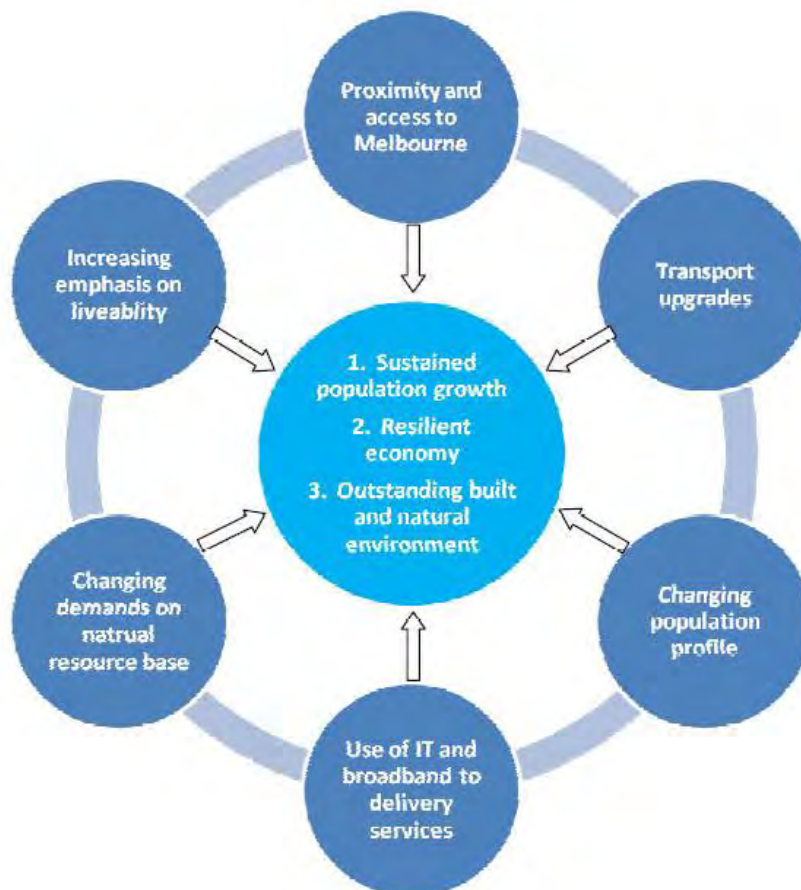 Proximity and
access to
Melbourne
Increasing
emphasis on
liveablity
Transport
upgrades
1. Sustained
population growth
2. Resilient
economy
3. Outstanding built
and natural
environment
Changing
demands on
natrual
resource base
Changing
population
profile
Use of IT and
broadband to
delivery
services